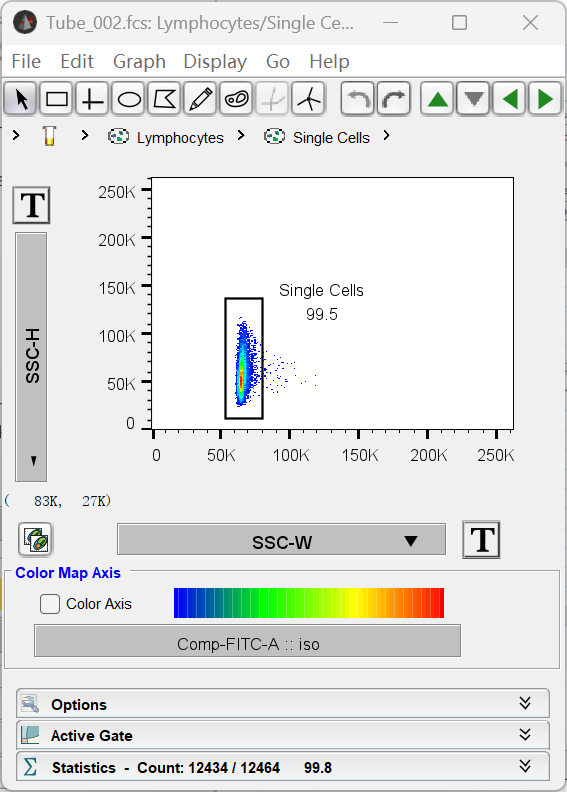 Tube_002.fcs: Lymphocytes/Single Ce...
File Edit Graph Display Go Help
Lymphocytes Single Cells
T
250K
200K
150K
100K
50K
0
SSC-H
Single Cells
99.5
0 50K 100K 150K 200K 250K
( 83K, 27K)
SSC-W
T
Color Map Axis
Color Axis
Comp-FITC-A :: iso
Options
Active Gate
Statistics - Count: 12434 / 12464 99.8